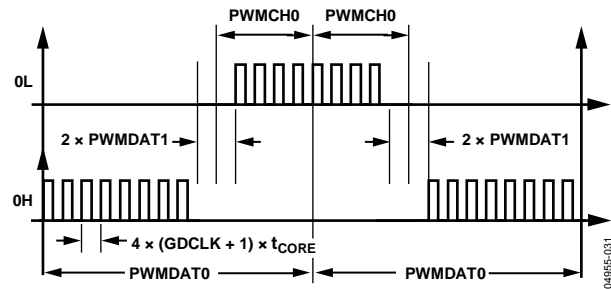 PWMCH0 PWMCH0
0L
2 × PWMDAT1 2 × PWMDAT1
0H
4 × (GDCLK + 1) × tCORE
PWMDAT0 PWMDAT0
04955-031